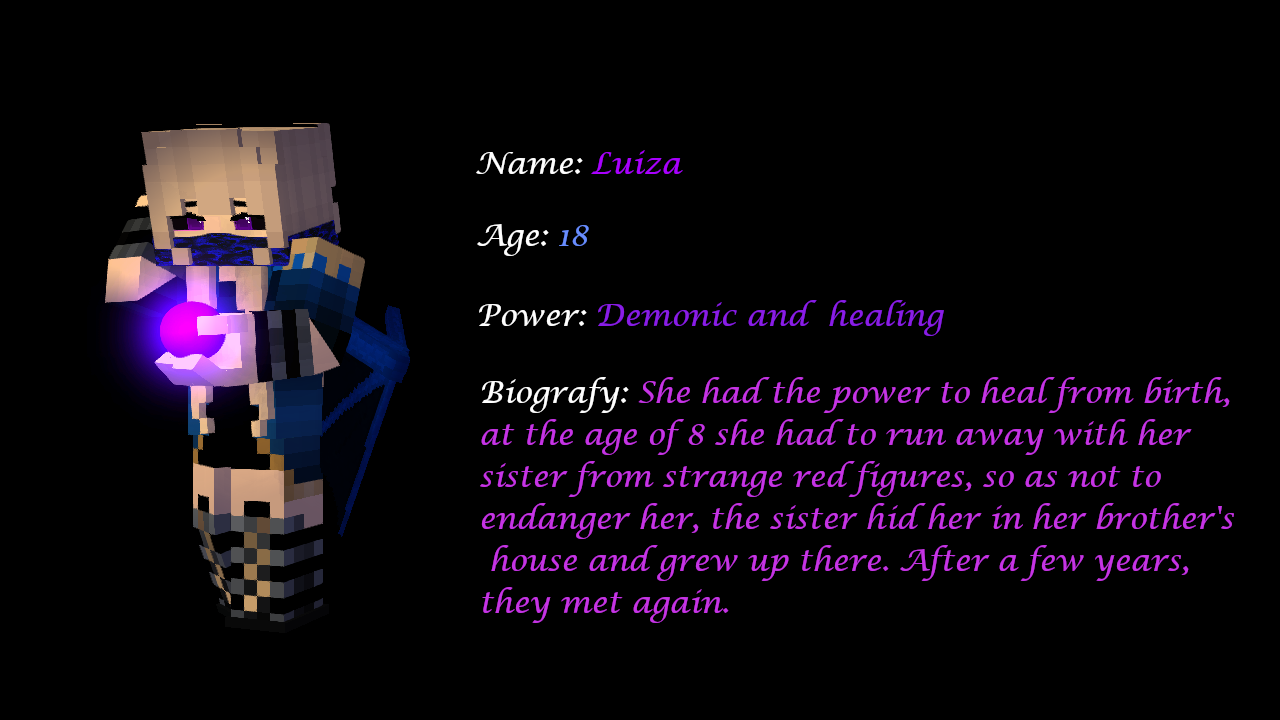 Name: Luiza
Age: 18
Power: Demonic and  healing
Biografy: She had the power to heal from birth,
at the age of 8 she had to run away with her
sister from strange red figures, so as not to
endanger her, the sister hid her in her brother's
house and grew up there. After a few years,
they met again.